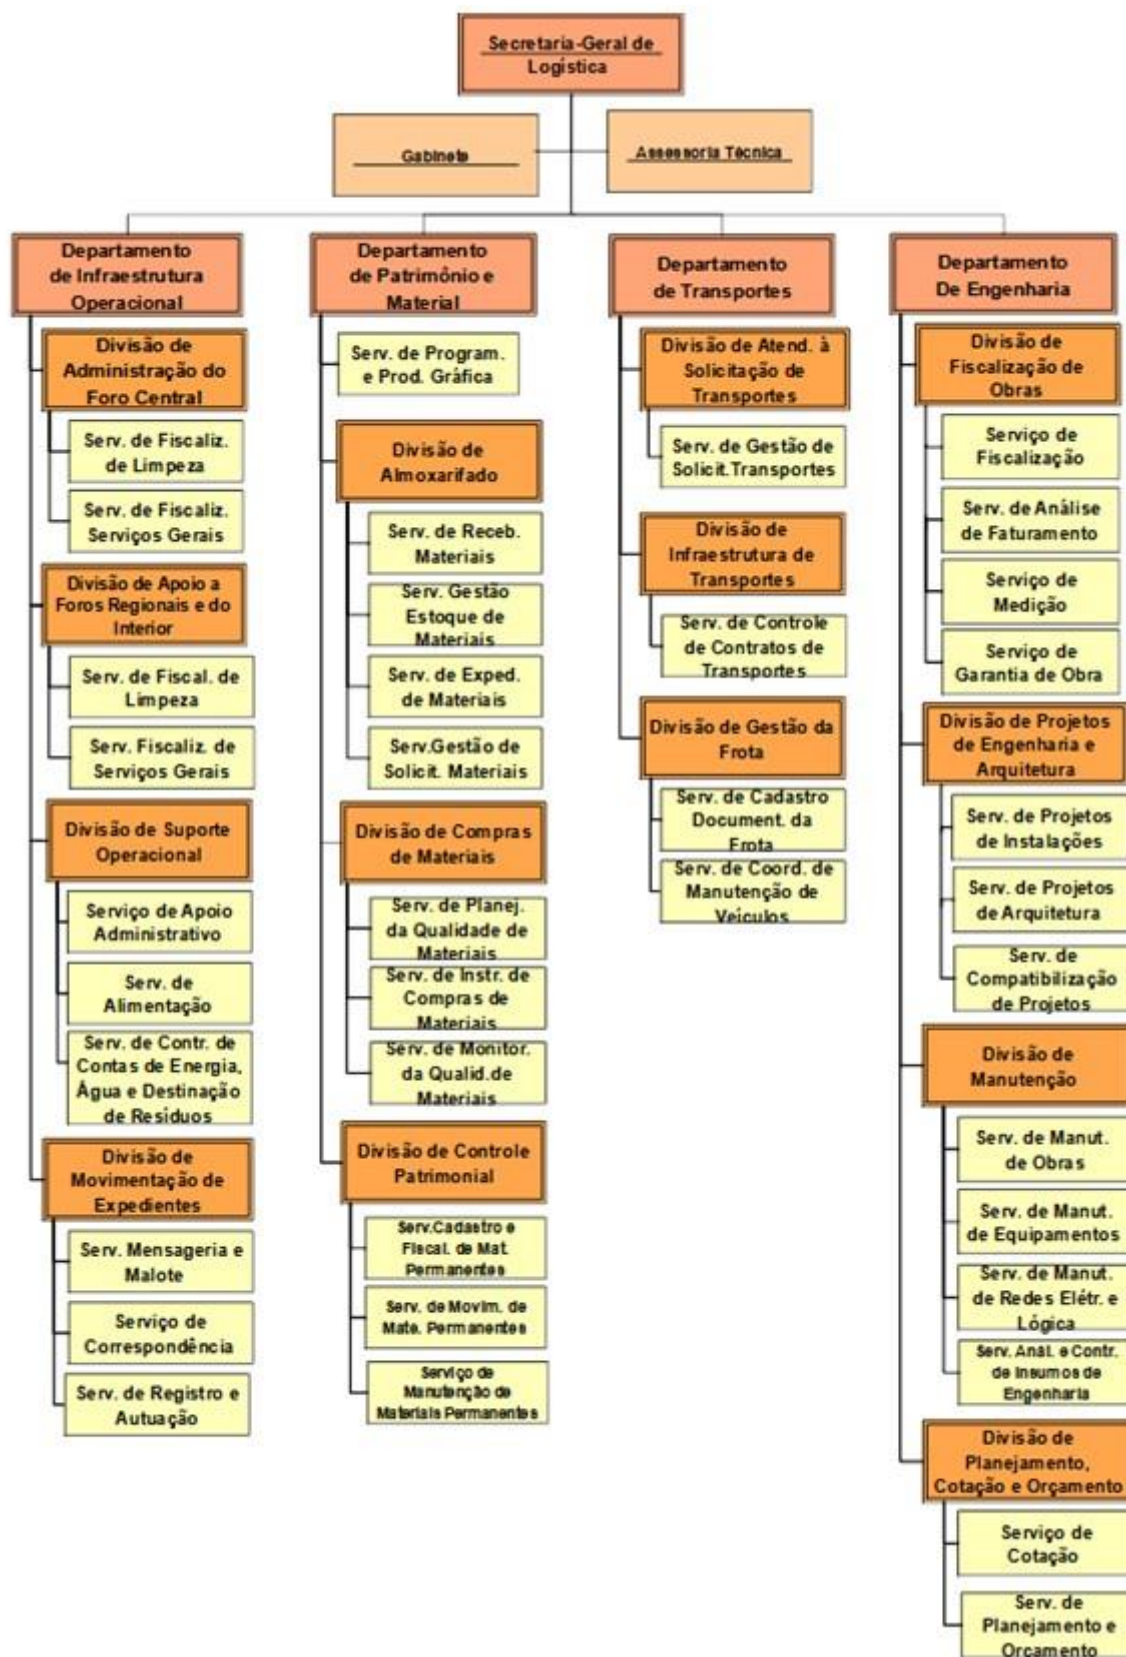 Secretaria-Geral de
Logística
Gabinete
Assessoria Técnica
Departamento
de Infraestrutura
Operacional
Divisão de
Administração do
Foro Central
Serv. de Fiscaliz.
de Limpeza
Serv. de Fiscaliz.
Serviços Gerais
Divisão de Apoio a
Foros Regionais e do
Interior
Serv. de Fiscal. de
Limpeza
Serv. Fiscaliz. de
Serviços Gerais
Divisão de Suporte
Operacional
Serviço de Apoio
Administrativo
Serv. de
Alimentação
Serv. de Contr. de
Contas de Energia,
Água e Destinação
de Resíduos
Divisão de
Movimentação de
Expedientes
Serv. Mensageria e
Malote
Serviço de
Correspondência
Serv. de Registro e
Autuação
Departamento
de Patrimônio e
Material
Serv. de Program.
e Prod. Gráfica
Divisão de
Almoxarifado
Serv. de Receb.
Materiais
Serv. Gestão
Estoque de
Materiais
Serv. de Exped.
de Materiais
Serv.Gestão de
Solicit. Materiais
Divisão de Compras
de Materiais
Serv. de Planej.
da Qualidade de
Materiais
Serv. de Instr. de
Compras de
Materiais
Serv. de Monitor.
da Qualid.de
Materiais
Divisão de Controle
Patrimonial
Serv.Cadastro e
Fiscal. de Mat.
Permanentes
Serv. de Movim. de
Mate. Permanentes
Serviço de
Manutenção de
Materiais Permanentes
Departamento
de Transportes
Divisão de Atend. à
Solicitação de
Transportes
Serv. de Gestão de
Solicit.Transportes
Divisão de
Infraestrutura de
Transportes
Serv. de Controle
de Contratos de
Transportes
Divisão de Gestão da
Frota
Serv. de Cadastro
Document. da
Frota
Serv. de Coord. de
Manutenção de
Veículos
Departamento
De Engenharia
Divisão de
Fiscalização de
Obras
Serviço de
Fiscalização
Serv. de Análise
de Faturamento
Serviço de
Medição
Serviço de
Garantia de Obra
Divisão de Projetos
de Engenharia e
Arquitetura
Serv. de Projetos
de Instalações
Serv. de Projetos
de Arquitetura
Serv. de
Compatibilização
de Projetos
Divisão de
Manutenção
Serv. de Manut.
de Obras
Serv. de Manut.
de Equipamentos
Serv. de Manut.
de Redes Elétr. e
Lógica
Serv. Anál. e Contr.
de Insumos de
Engenharia
Divisão de
Planejamento,
Cotação e Orçamento
Serviço de
Cotação
Serv. de
Planejamento e
Orçamento